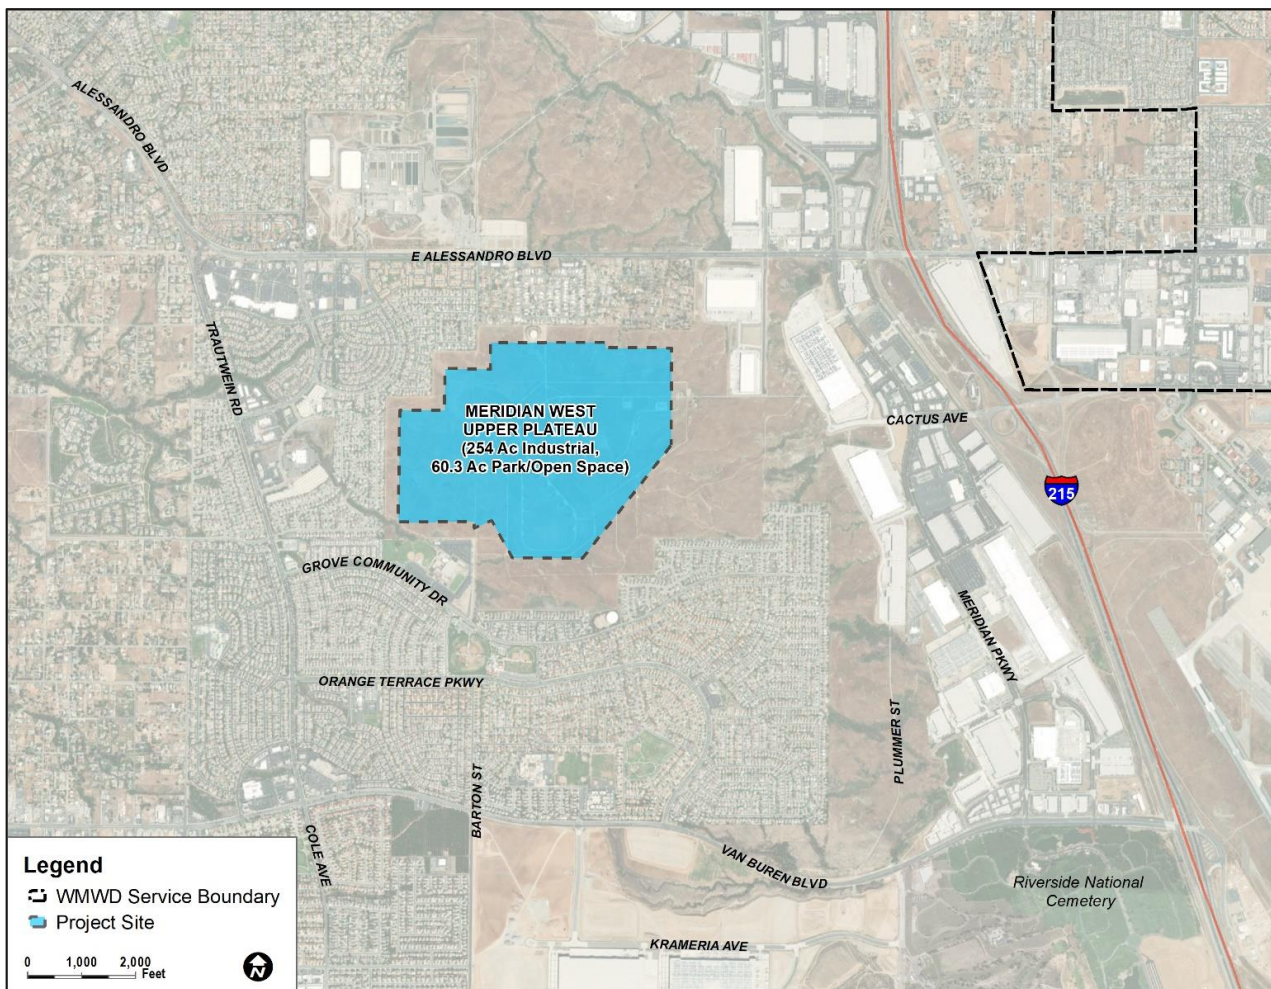 ALESSANDRO BLVD
E ALESSANDRO BLVD
TRAUTWEIN RD
MERIDIAN WEST
UPPER PLATEAU
(254 Ac Industrial,
60.3 Ac Park/Open Space)
CACTUS AVE
215
GROVE COMMUNITY DR
MERIDIAN PKWY
ORANGE TERRACE PKWY
PLUMMER ST
BARTON ST
COLE AVE
VAN BUREN BLVD
Riverside National
Cemetery
KRAMERIA AVE
Legend
WMWD Service Boundary
Project Site
0 1,000 2,000
Feet
N